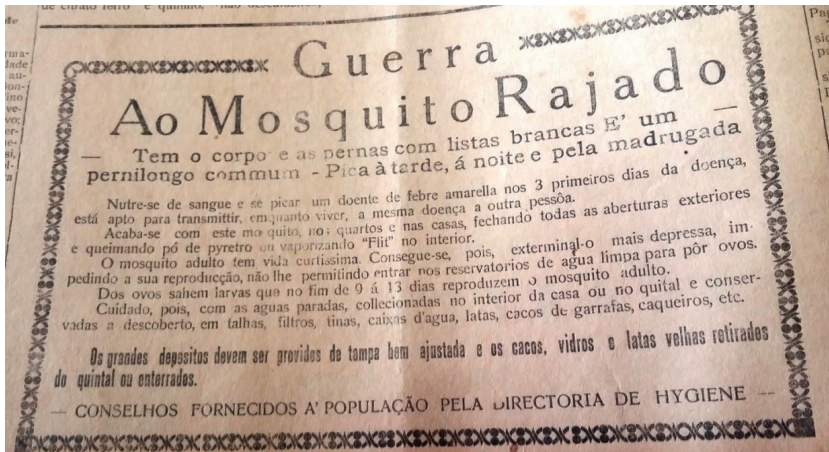 de citrato ferro e quinino,
Guerra
Ao Mosquito Rajado
— Tem o corpo e as pernas com listas brancas E' um —
pernilongo commum - Pica à tarde, á noite e pela madrugada
Nutre-se de sangue e se picar um doente de febre amarella nos 3 primeiros dias da doença,
está apto para transmittir, emquanto viver, a mesma doença a outra pessôa.
Acaba-se com este mo quito, nos quartos e nas casas, fechando todas as aberturas exteriores
e queimando pó de pyretro ou vaporizando "Flit" no interior.
O mosquito adulto tem vida curtissima. Consegue-se, pois, exterminal-o mais depressa, im-
pedindo a sua reproducção, não lhe permitindo entrar nos reservatorios de agua limpa para pôr ovos.
Dos ovos sahem larvas que no fim de 9 á 13 dias reproduzem o mosquito adulto.
Cuidado, pois, com as aguas paradas, collecionadas no interior da casa ou no quital e conser-
vadas a descoberto, em talhas, filtros, tinas, caixas d'agua, latas, cacos de garrafas, caqueiros, etc.
Os grandes depositos devem ser providos de tampa bem ajustada e os cacos, vidros e latas velhas retirados
do quintal ou enterrados.
— CONSELHOS FORNECIDOS A' POPULAÇÃO PELA DIRECTORIA DE HYGIENE —